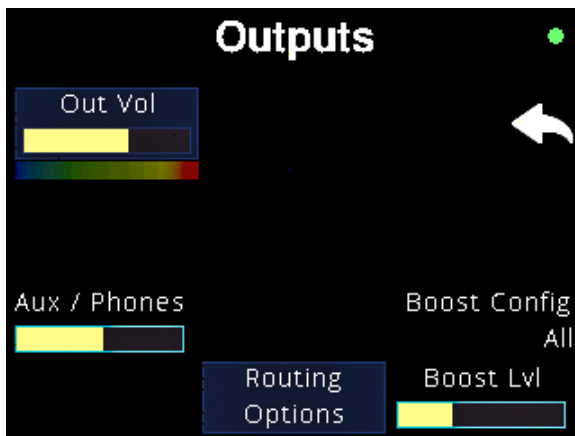 Outputs
Out Vol
Aux / Phones
Boost Config
All
Routing
Options
Boost Lvl